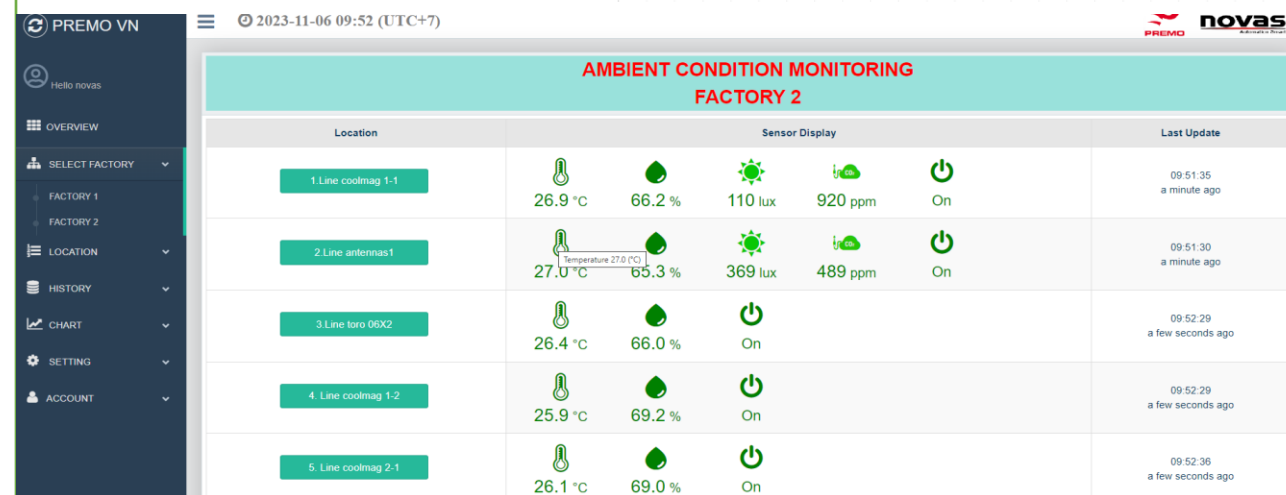 PREMO VN
2023-11-06 09:52 (UTC+7)
PREMO
novas
Hello novas
OVERVIEW
SELECT FACTORY
FACTORY 1
FACTORY 2
LOCATION
HISTORY
CHART
SETTING
ACCOUNT
AMBIENT CONDITION MONITORING
FACTORY 2
Location Sensor Display Last Update
1.Line coolmag 1-1
CO₂
26.9 °C 66.2 % 110 lux 920 ppm On
09:51:35
a minute ago
2.Line antennas1
CO₂
Temperature 27.0 (°C)
27.0 °C 65.3 % 369 lux 489 ppm On
09:51:30
a minute ago
3.Line toro 06X2
26.4 °C 66.0 % On
09:52:29
a few seconds ago
4. Line coolmag 1-2
25.9 °C 69.2 % On
09:52:29
a few seconds ago
5. Line coolmag 2-1
26.1 °C 69.0 % On
09:52:36
a few seconds ago